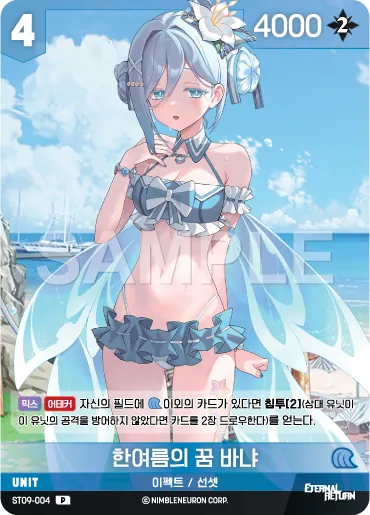 4
4000 2
SAMPLE
믹스 어태커 자신의 필드에 이외의 카드가 있다면 침투[2](상대 유닛이
이 유닛의 공격을 방어하지 않았다면 카드를 2장 드로우한다)를 얻는다.
한여름의 꿈 바냐
UNIT
이펙트 / 선셋
ST09-004 P
© NIMBLENEURON CORP.
ETERNAL
RETURN